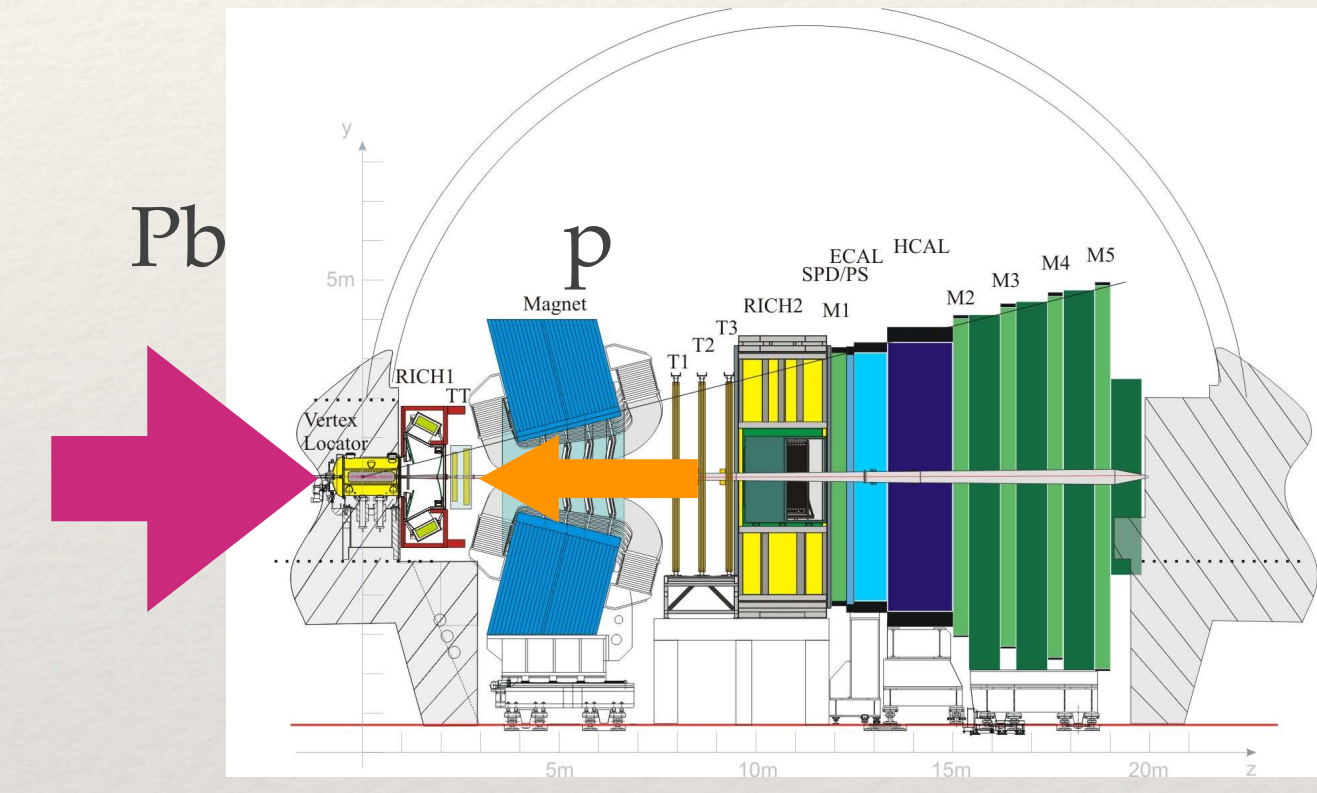 y
Pb
p
5m
Magnet
SPD/PS
ECAL
HCAL
RICH2
M1
M2
M3
M4
M5
T1
T2
T3
RICH1
TT
Vertex
Locator
5m
10m
15m
20m
z